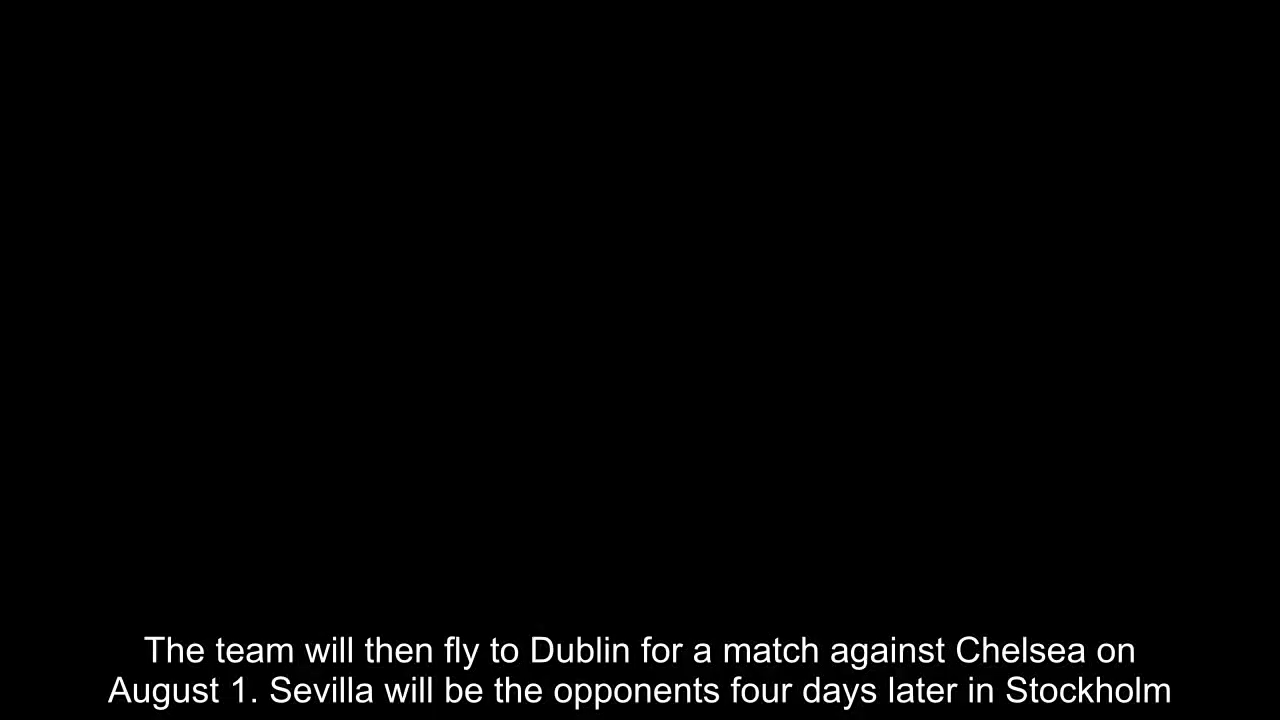 The team will then fly to Dublin for a match against Chelsea on
August 1. Sevilla will be the opponents four days later in Stockholm